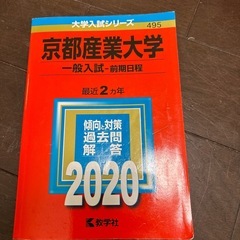 大学入試シリーズ
495
京都産業大学
一般入試-前期日程
最近2カ年
傾向と対策
過去問
解答
2020
教学社